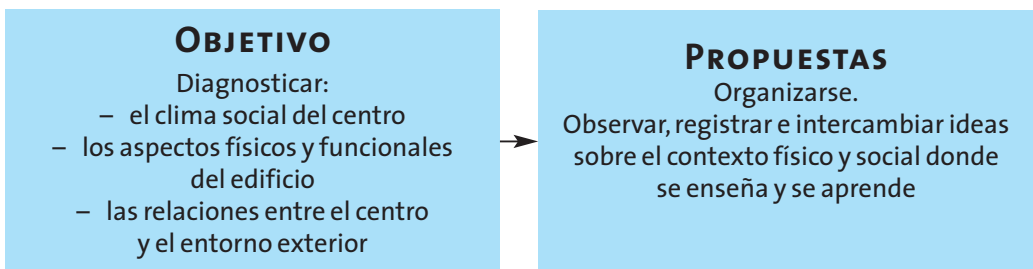 OBJETIVO
Diagnosticar:
– el clima social del centro
– los aspectos físicos y funcionales
del edificio
– las relaciones entre el centro
y el entorno exterior
PROPUESTAS
Organizarse.
Observar, registrar e intercambiar ideas
sobre el contexto físico y social donde
se enseña y se aprende